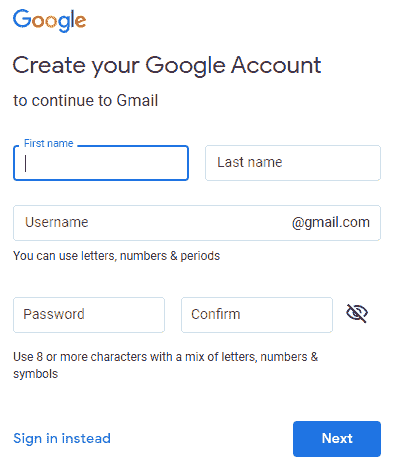 Google
Create your Google Account
to continue to Gmail
First name
Last name
Username @gmail.com
You can use letters, numbers & periods
Password
Confirm
Use 8 or more characters with a mix of letters, numbers &
symbols
Sign in instead
Next